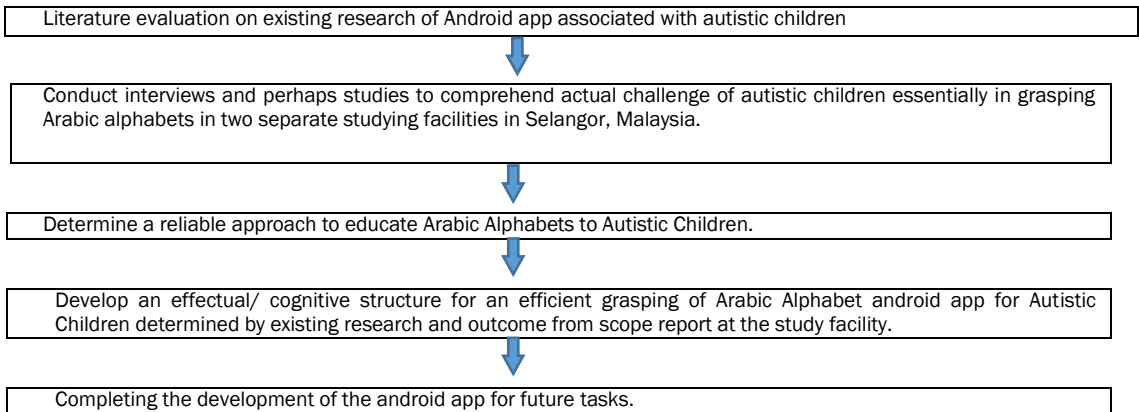 Literature evaluation on existing research of Android app associated with autistic children
Conduct interviews and perhaps studies to comprehend actual challenge of autistic children essentially in grasping
Arabic alphabets in two separate studying facilities in Selangor, Malaysia.
Determine a reliable approach to educate Arabic Alphabets to Autistic Children.
Develop an effectual/ cognitive structure for an efficient grasping of Arabic Alphabet android app for Autistic
Children determined by existing research and outcome from scope report at the study facility.
Completing the development of the android app for future tasks.